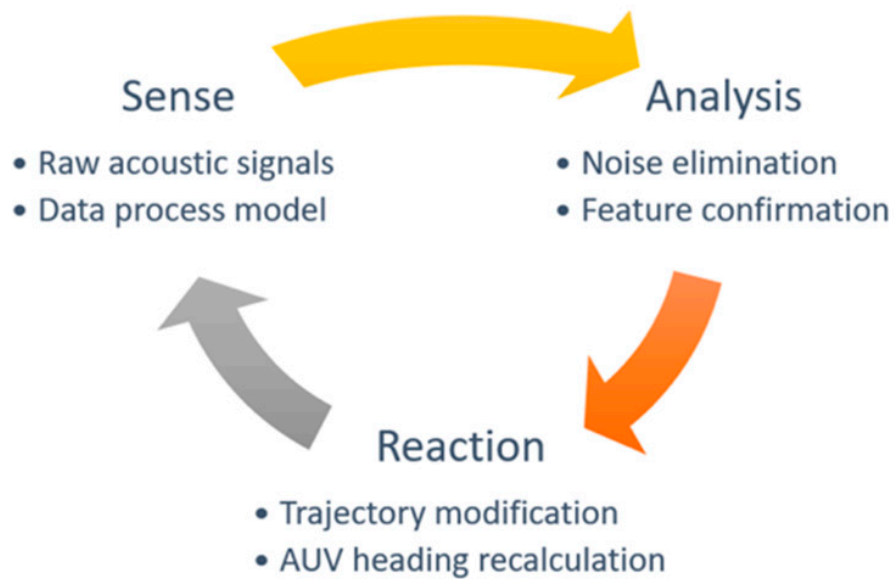 Sense
• Raw acoustic signals
• Data process model
Analysis
• Noise elimination
• Feature confirmation
Reaction
• Trajectory modification
• AUV heading recalculation